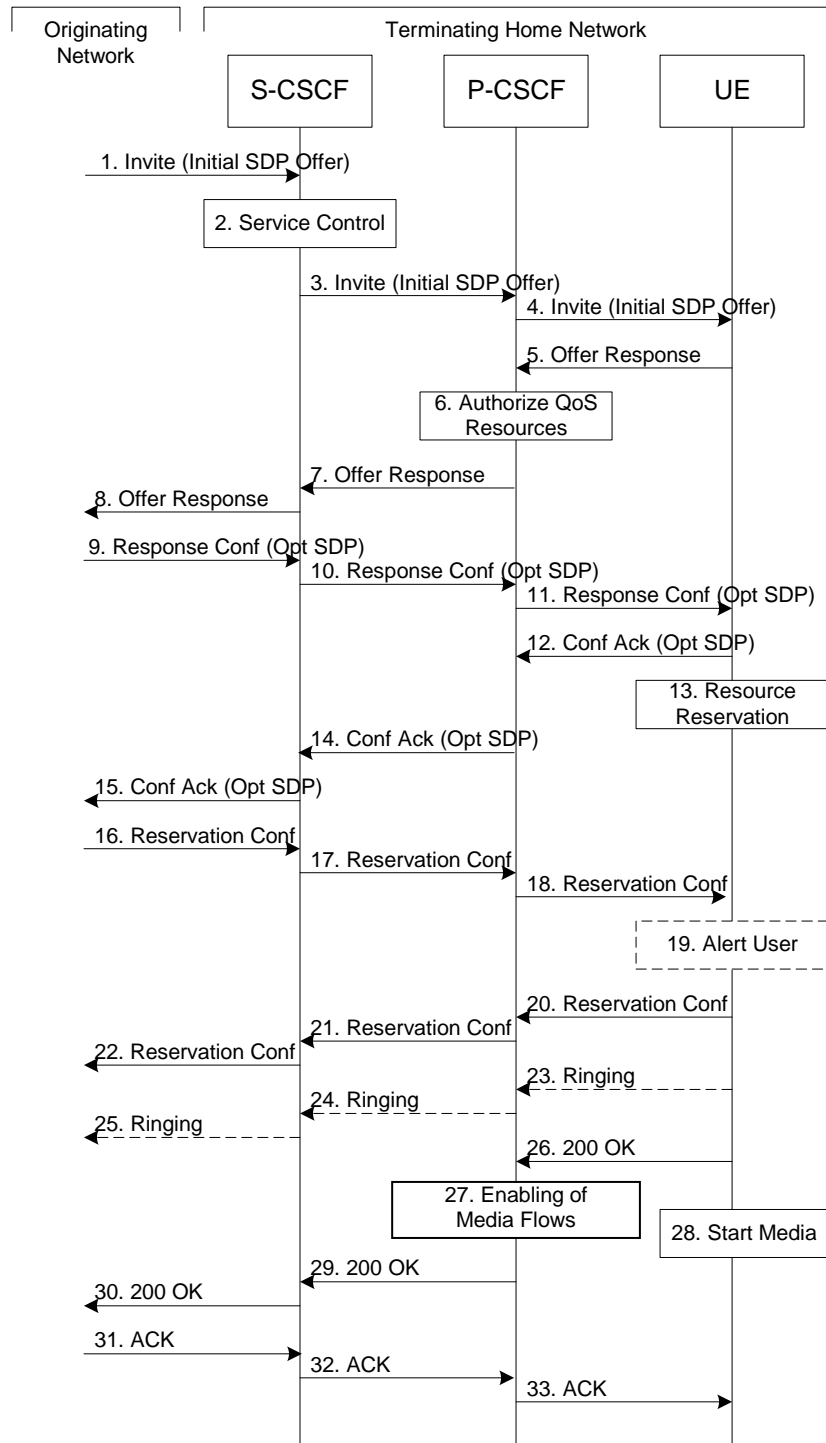 Originating
Network
Terminating Home Network
S-CSCF
P-CSCF
UE
1. Invite (Initial SDP Offer)
2. Service Control
3. Invite (Initial SDP Offer)
4. Invite (Initial SDP Offer)
5. Offer Response
6. Authorize QoS
Resources
7. Offer Response
8. Offer Response
9. Response Conf (Opt SDP)
10. Response Conf (Opt SDP)
11. Response Conf (Opt SDP)
12. Conf Ack (Opt SDP)
13. Resource
Reservation
14. Conf Ack (Opt SDP)
15. Conf Ack (Opt SDP)
16. Reservation Conf
17. Reservation Conf
18. Reservation Conf
19. Alert User
20. Reservation Conf
21. Reservation Conf
22. Reservation Conf
23. Ringing
24. Ringing
25. Ringing
26. 200 OK
27. Enabling of
Media Flows
28. Start Media
29. 200 OK
30. 200 OK
31. ACK
32. ACK
33. ACK